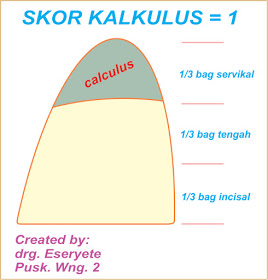 SKOR KALKULUS = 1
calculus
1/3 bag servikal
1/3 bag tengah
1/3 bag incisal
Created by:
drg. Eseryete
Pusk. Wng. 2